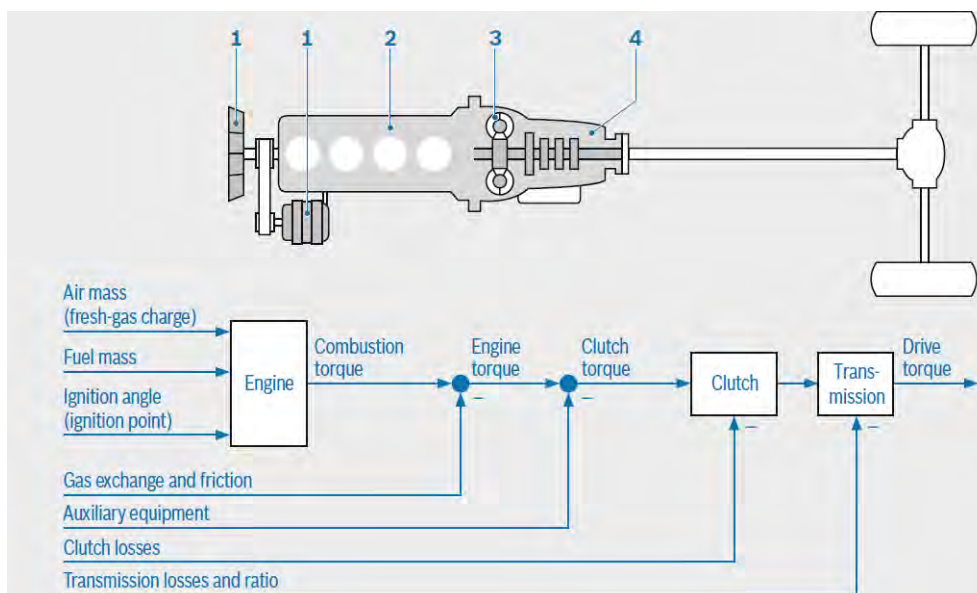 1 1 2 3 4
Air mass
(fresh-gas charge)
Fuel mass
Ignition angle
(ignition point)
Engine
Combustion
torque
Engine
torque
Clutch
torque
Clutch
Trans-
mission
Drive
torque
– – – –
Gas exchange and friction
Auxiliary equipment
Clutch losses
Transmission losses and ratio